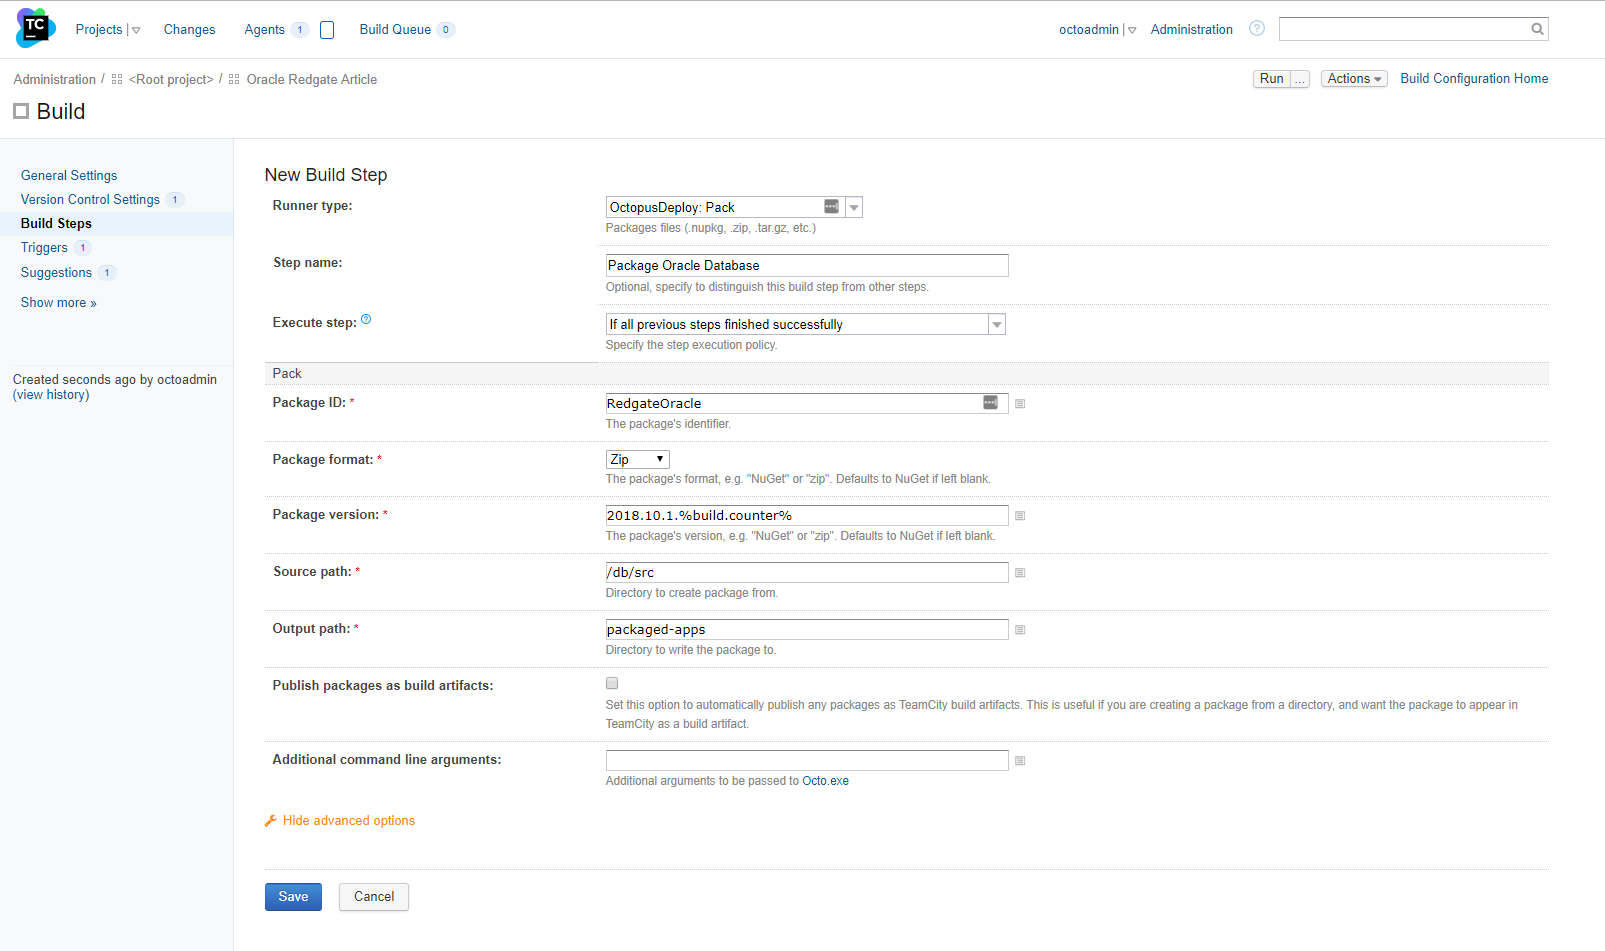 TC
Projects
Changes
Agents 1
Build Queue 0
octoadmin
Administration
?
Administration / <Root project> / Oracle Redgate Article
Run ...
Actions
Build Configuration Home
Build
General Settings
Version Control Settings 1
Build Steps
Triggers 1
Suggestions 1
Show more »
Created seconds ago by octoadmin
(view history)
New Build Step
Runner type:
OctopusDeploy: Pack
Packages files (.nupkg, .zip, .tar.gz, etc.)
Step name:
Package Oracle Database
Optional, specify to distinguish this build step from other steps.
Execute step: ?
If all previous steps finished successfully
Specify the step execution policy.
Pack
Package ID: *
RedgateOracle
The package's identifier.
Package format: *
Zip
The package's format, e.g. "NuGet" or "zip". Defaults to NuGet if left blank.
Package version: *
2018.10.1.%build.counter%
The package's version, e.g. "NuGet" or "zip". Defaults to NuGet if left blank.
Source path: *
/db/src
Directory to create package from.
Output path: *
packaged-apps
Directory to write the package to.
Publish packages as build artifacts:
Set this option to automatically publish any packages as TeamCity build artifacts. This is useful if you are creating a package from a directory, and want the package to appear in
TeamCity as a build artifact.
Additional command line arguments:
Additional arguments to be passed to Octo.exe
Hide advanced options
Save
Cancel